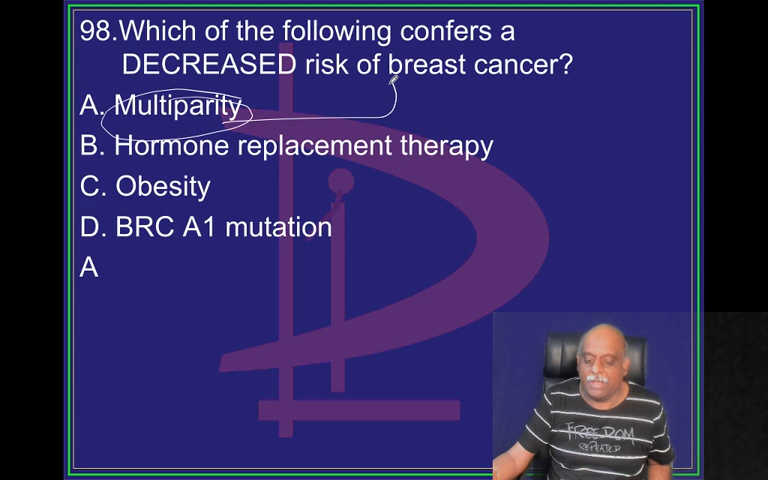 98.Which of the following confers a
DECREASED risk of breast cancer?
A. Multiparity
B. Hormone replacement therapy
C. Obesity
D. BRC A1 mutation
A
FREEDOM
REPEATED